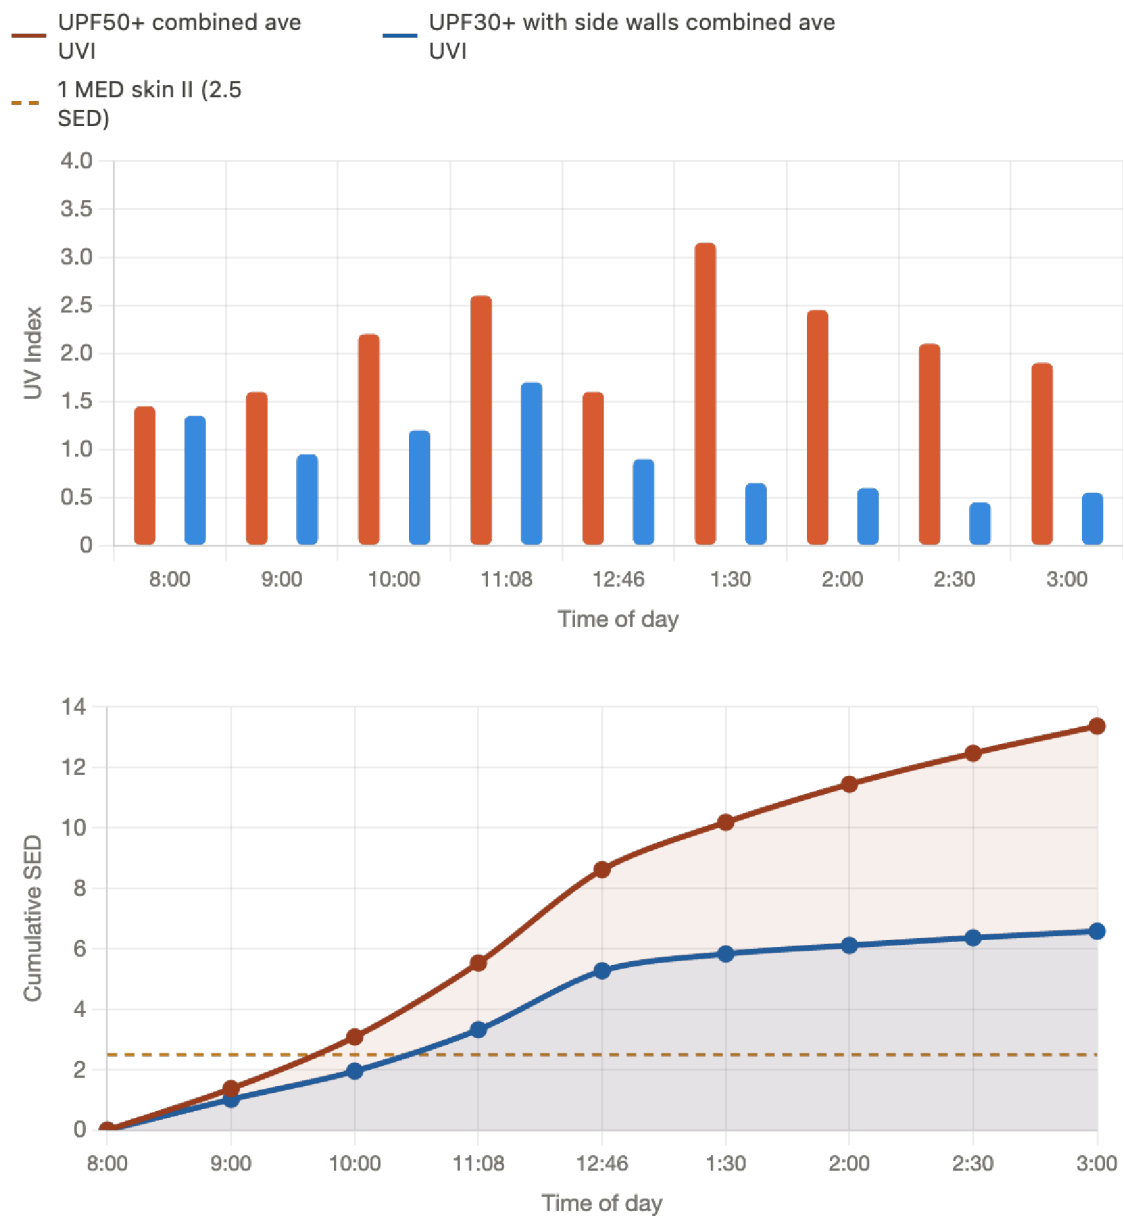 UPF50+ combined ave
UVI
UPF30+ with side walls combined ave
UVI
1 MED skin II (2.5
SED)
4.0
3.5
3.0
2.5
2.0
1.5
1.0
0.5
0
UV Index
8:00 9:00 10:00 11:08 12:46 1:30 2:00 2:30 3:00
Time of day
14
12
10
8
6
4
2
0
Cumulative SED
8:00 9:00 10:00 11:08 12:46 1:30 2:00 2:30 3:00
Time of day